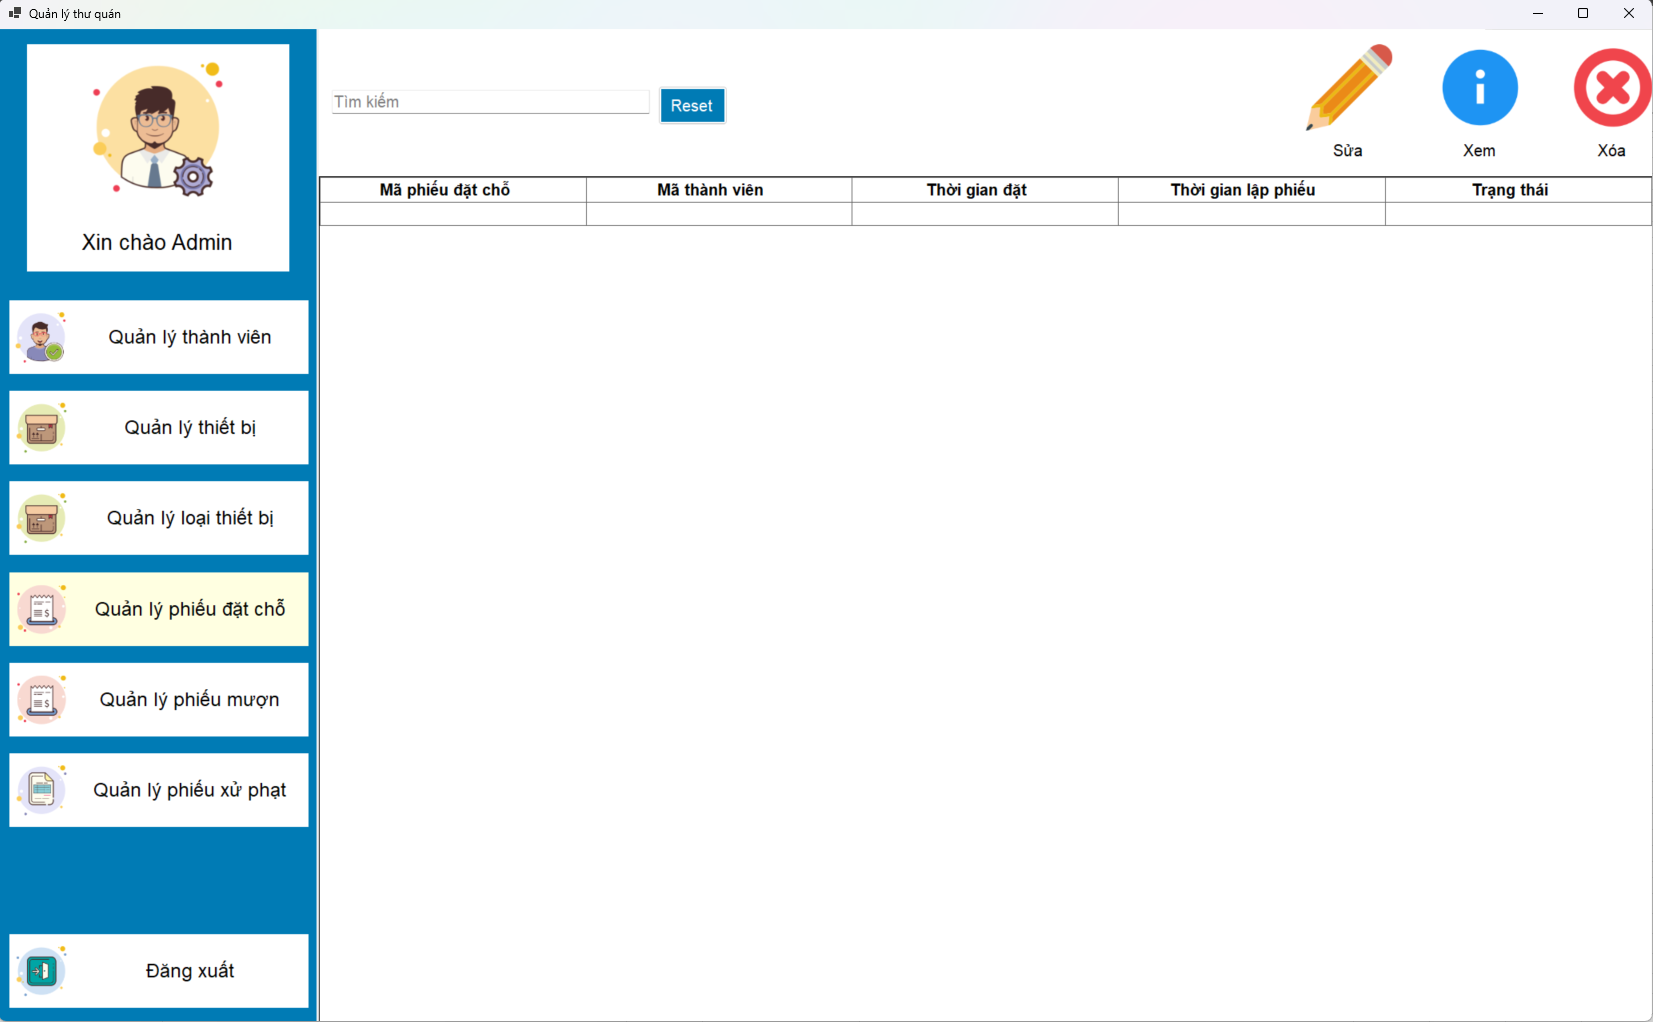 Quản lý thư quán
Xin chào Admin
Quản lý thành viên
Quản lý thiết bị
Quản lý loại thiết bị
Quản lý phiếu đặt chỗ
Quản lý phiếu mượn
Quản lý phiếu xử phạt
Đăng xuất
Tìm kiếm
Reset
Sửa
Xem
Xóa
Mã phiếu đặt chỗ Mã thành viên Thời gian đặt Thời gian lập phiếu Trạng thái